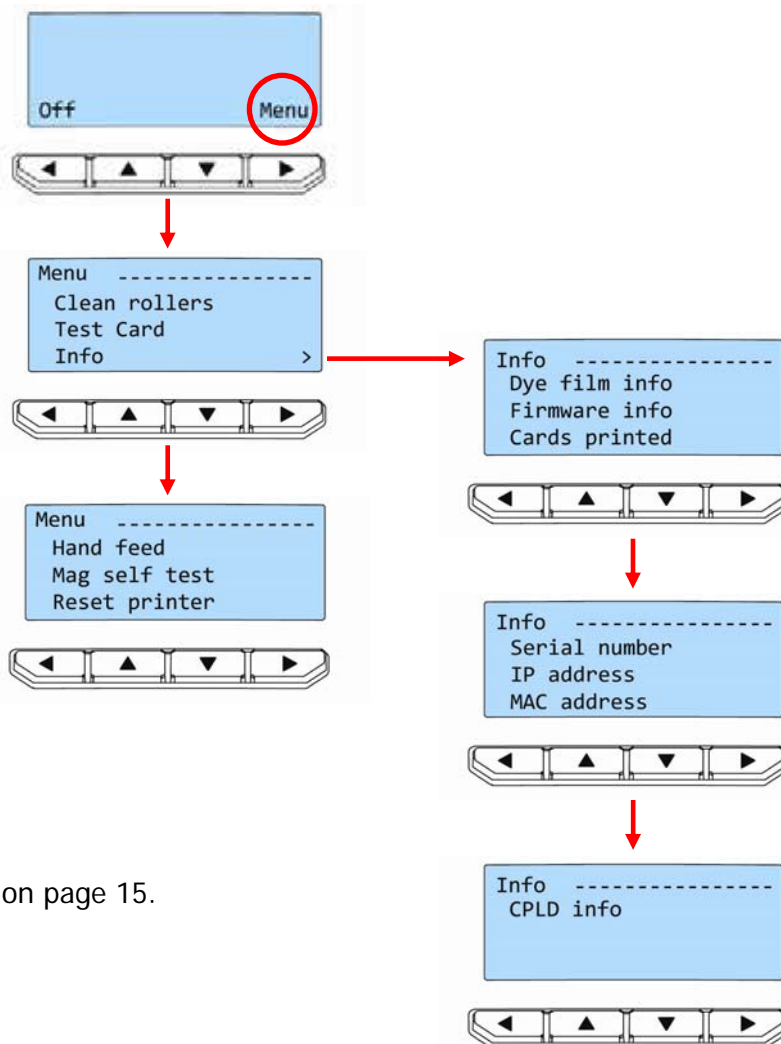 Off Menu
Menu ----------------
Clean rollers
Test Card
Info >
Menu ----------------
Hand feed
Mag self test
Reset printer
Info ----------------
Dye film info
Firmware info
Cards printed
Info ----------------
Serial number
IP address
MAC address
Info ----------------
CPLD info
on page 15.